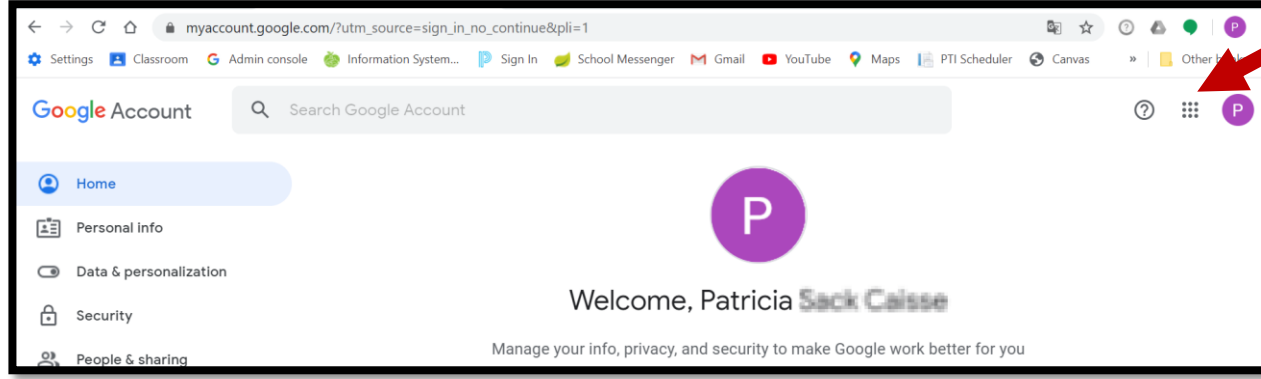 myaccount.google.com/?utm_source=sign_in_no_continue&pli=1
P
Settings Classroom G Admin console Information System... Sign In School Messenger Gmail YouTube Maps PTI Scheduler Canvas » Other
Google Account Search Google Account P
Home
Personal info
Data & personalization
Security
People & sharing
P
Welcome, Patricia
Manage your info, privacy, and security to make Google work better for you